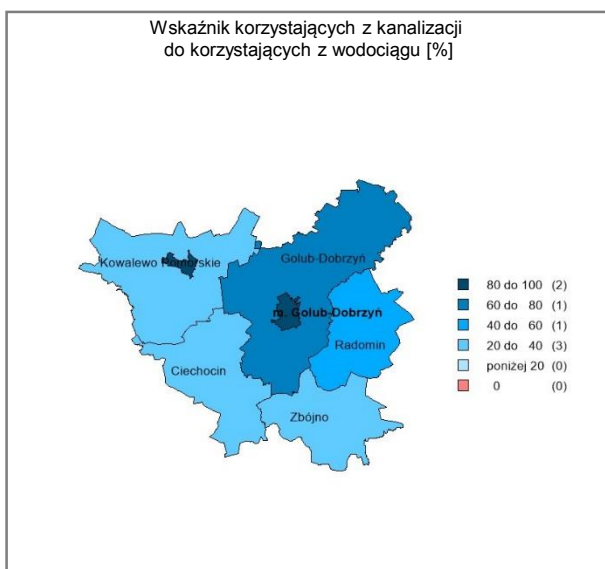 Wskaźnik korzystających z kanalizacji
do korzystających z wodociągu [%]
Golub-Dobrzyń
Kowalewo Pomorskie
m. Golub-Dobrzyń
Radomin
Ciechocin
Zbójno
80 do 100 (2)
60 do 80 (1)
40 do 60 (1)
20 do 40 (3)
poniżej 20 (0)
0 (0)